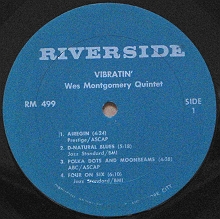 RIVERSIDE
VIBRATIN'
Wes Montgomery Quintet
RM 499
SIDE
1
1. AIREGIN (4:24)
Prestige/ASCAP
2. D-NATURAL BLUES (5:18)
Jazz Standard/BMI
3. POLKA DOTS AND MOONBEAMS (4:38)
ABC/ASCAP
4. FOUR ON SIX (6:10)
Jazz Standard/BMI